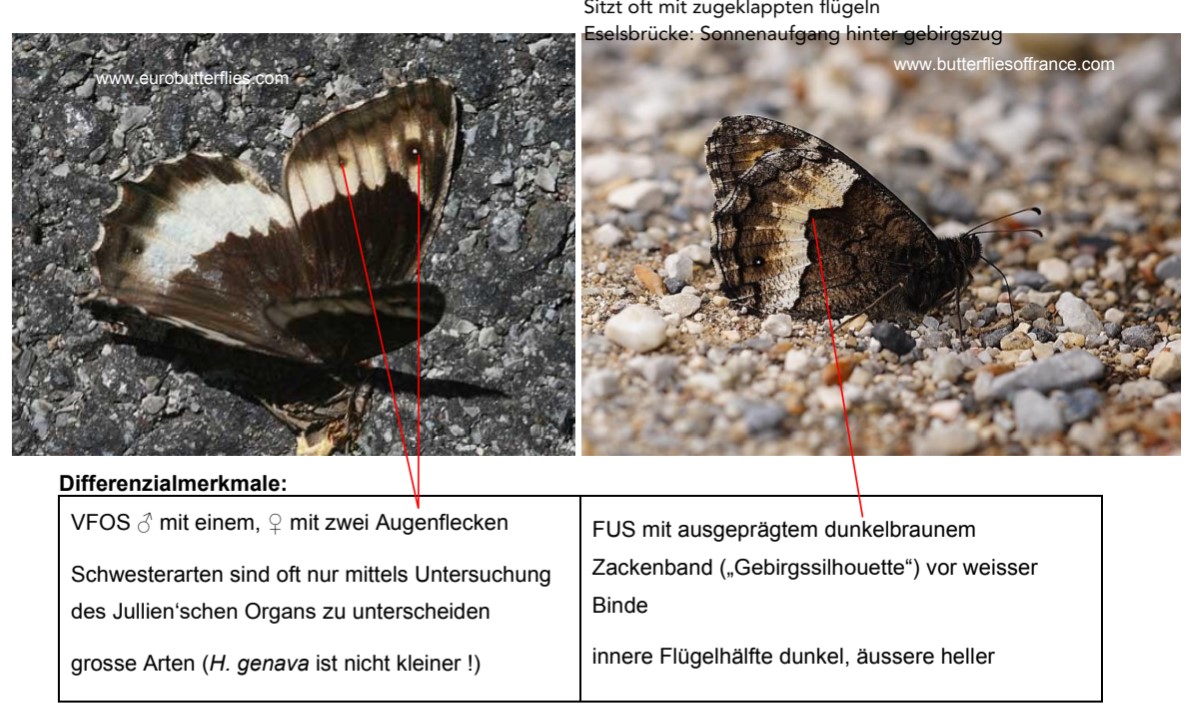 Sitzt oft mit zugeklappten flügeln
Eselsbrücke: Sonnenaufgang hinter gebirgszug
www.eurobutterflies.com
www.butterfliesoffrance.com
Differenzialmerkmale:
VFOS ♂ mit einem, ♀ mit zwei Augenflecken
Schwesterarten sind oft nur mittels Untersuchung
des Jullien‘schen Organs zu unterscheiden
grosse Arten (H. genava ist nicht kleiner !)
FUS mit ausgeprägtem dunkelbraunem
Zackenband („Gebirgssilhouette“) vor weisser
Binde
innere Flügelhälfte dunkel, äussere heller